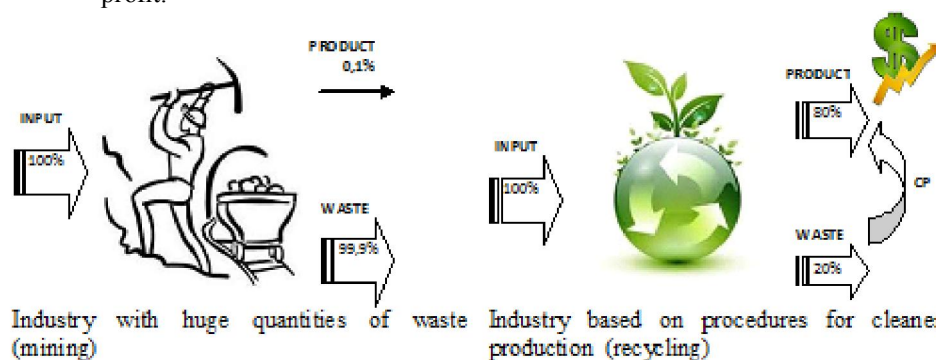 profit.
PRODUCT
0,1%
INPUT
100%
WASTE
99,9%
PRODUCT
80%
INPUT
100%
CP
WASTE
20%
Industry with huge quantities of waste
(mining)
Industry based on procedures for cleane
production (recycling)